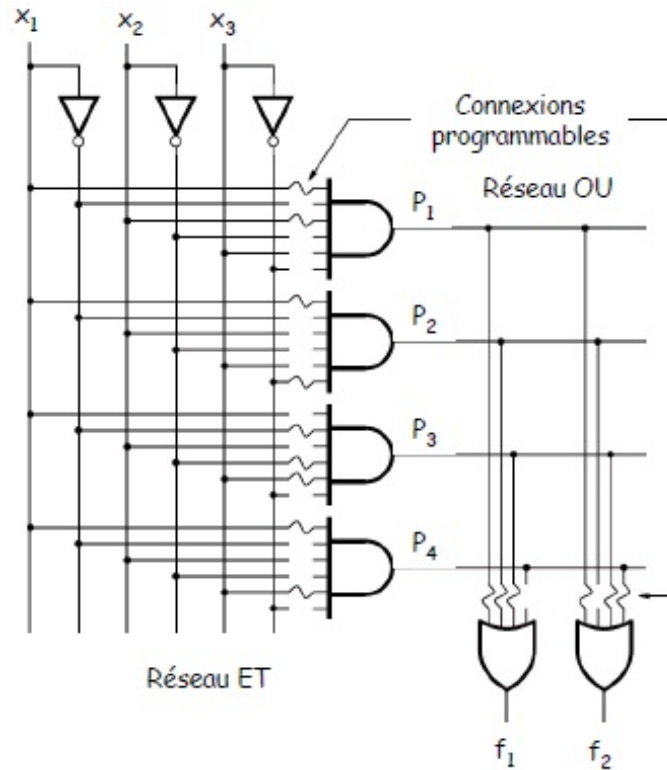 x1 x2 x3
Connexions
programmables
Réseau OU
P1
P2
P3
P4
Réseau ET
f1 f2